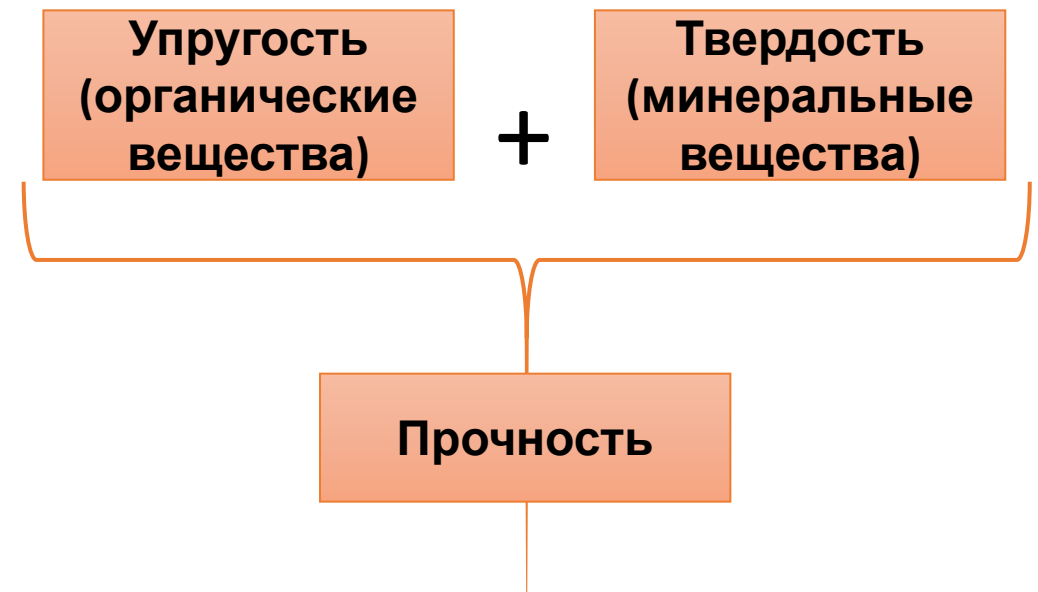 Упругость
(органические
вещества)
+
Твердость
(минеральные
вещества)
Прочность